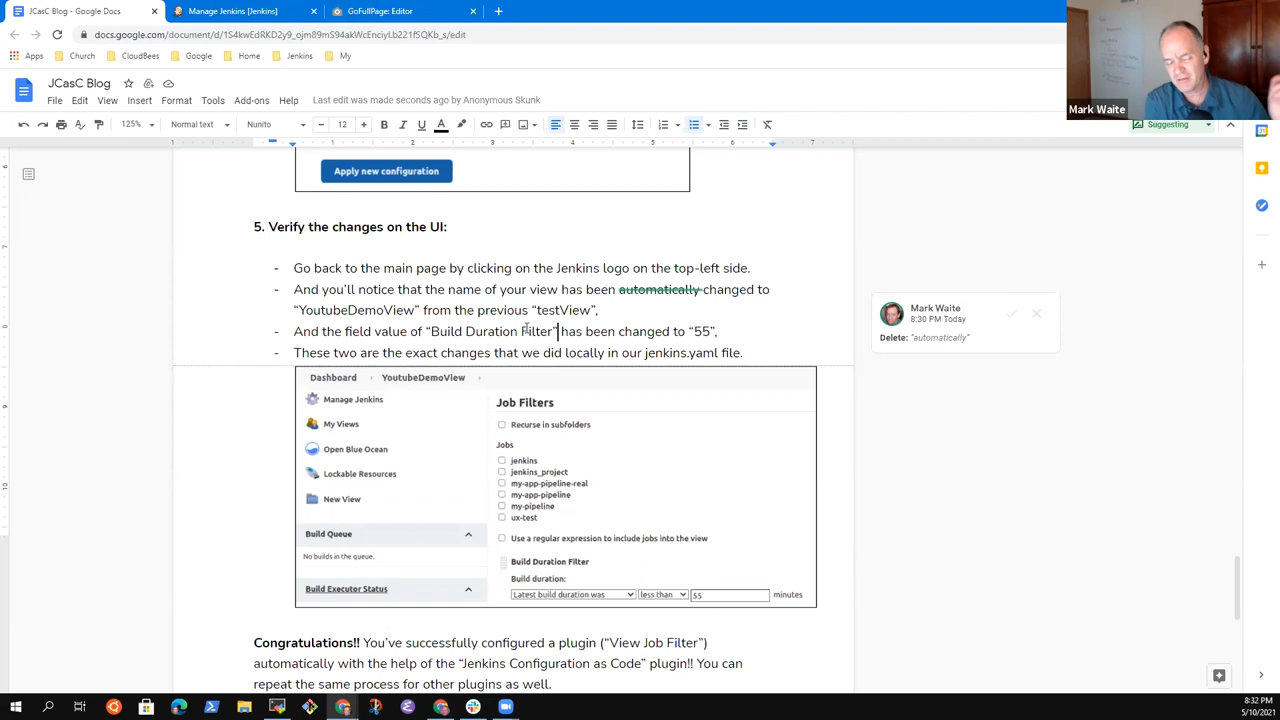 JCasC Blog - Google Docs
Manage Jenkins [Jenkins]
GoFullPage: Editor
docs.google.com/document/d/1S4kwEdRKD2y9_ojm89mS94akWcEnciyLb221fSQKb_s/edit
Apps
Church
CloudBees
Google
Home
Jenkins
My
Mark Waite
JCasC Blog
File Edit View Insert Format Tools Add-ons Help Last edit was made seconds ago by Anonymous Skunk
125% Normal text Nunito 12 B I U A Suggesting
1 1 2 3 4 5 6 7
Apply new configuration
5. Verify the changes on the UI:
- Go back to the main page by clicking on the Jenkins logo on the top-left side.
- And you’ll notice that the name of your view has been automatically changed to
“YoutubeDemoView” from the previous “testView”,
- And the field value of “Build Duration Filter” has been changed to “55”,
- These two are the exact changes that we did locally in our jenkins.yaml file.
Mark Waite
8:30 PM Today
Delete: “automatically”
Dashboard YoutubeDemoView
Manage Jenkins
My Views
Open Blue Ocean
Lockable Resources
New View
Build Queue
No builds in the queue.
Build Executor Status
Job Filters
Recurse in subfolders
Jobs
jenkins
jenkins_project
my-app-pipeline-real
my-app-pipeline
my-pipeline
ux-test
Use a regular expression to include jobs into the view
Build Duration Filter
Build duration:
Latest build duration was less than 55 minutes
Congratulations!! You’ve successfully configured a plugin (“View Job Filter”)
automatically with the help of the “Jenkins Configuration as Code” plugin!! You can
repeat the same process for other plugins as well.
8:32 PM
5/10/2021